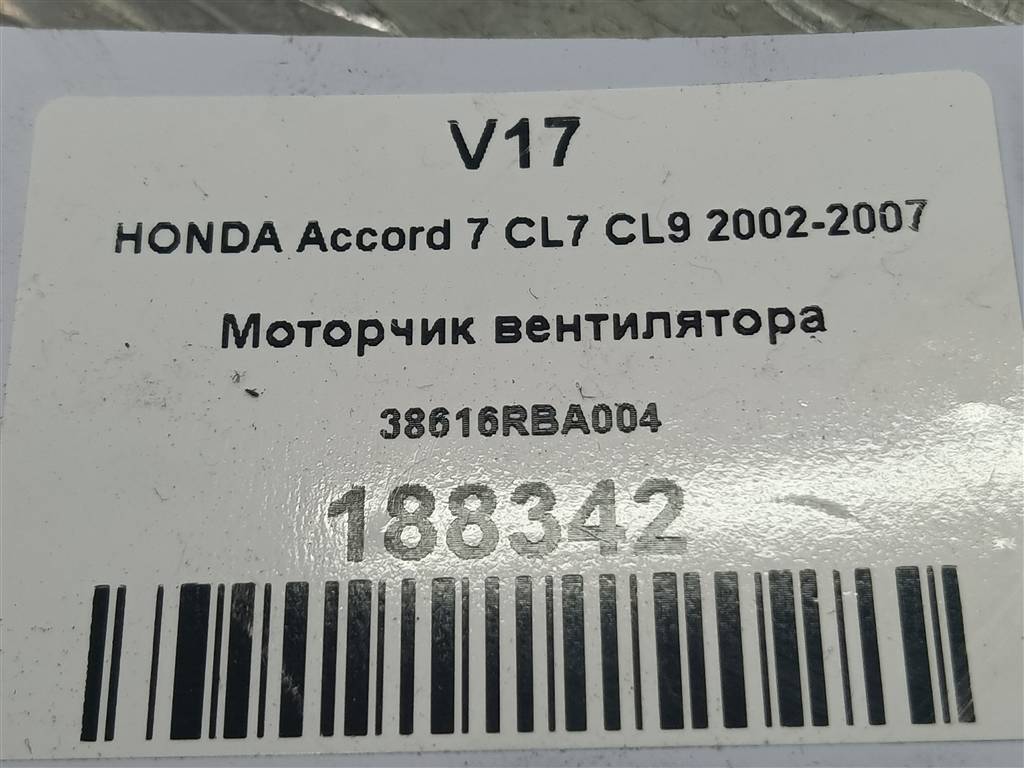 V17
HONDA Accord 7 CL7 CL9 2002-2007
Моторчик вентилятора
38616RBA004
188342